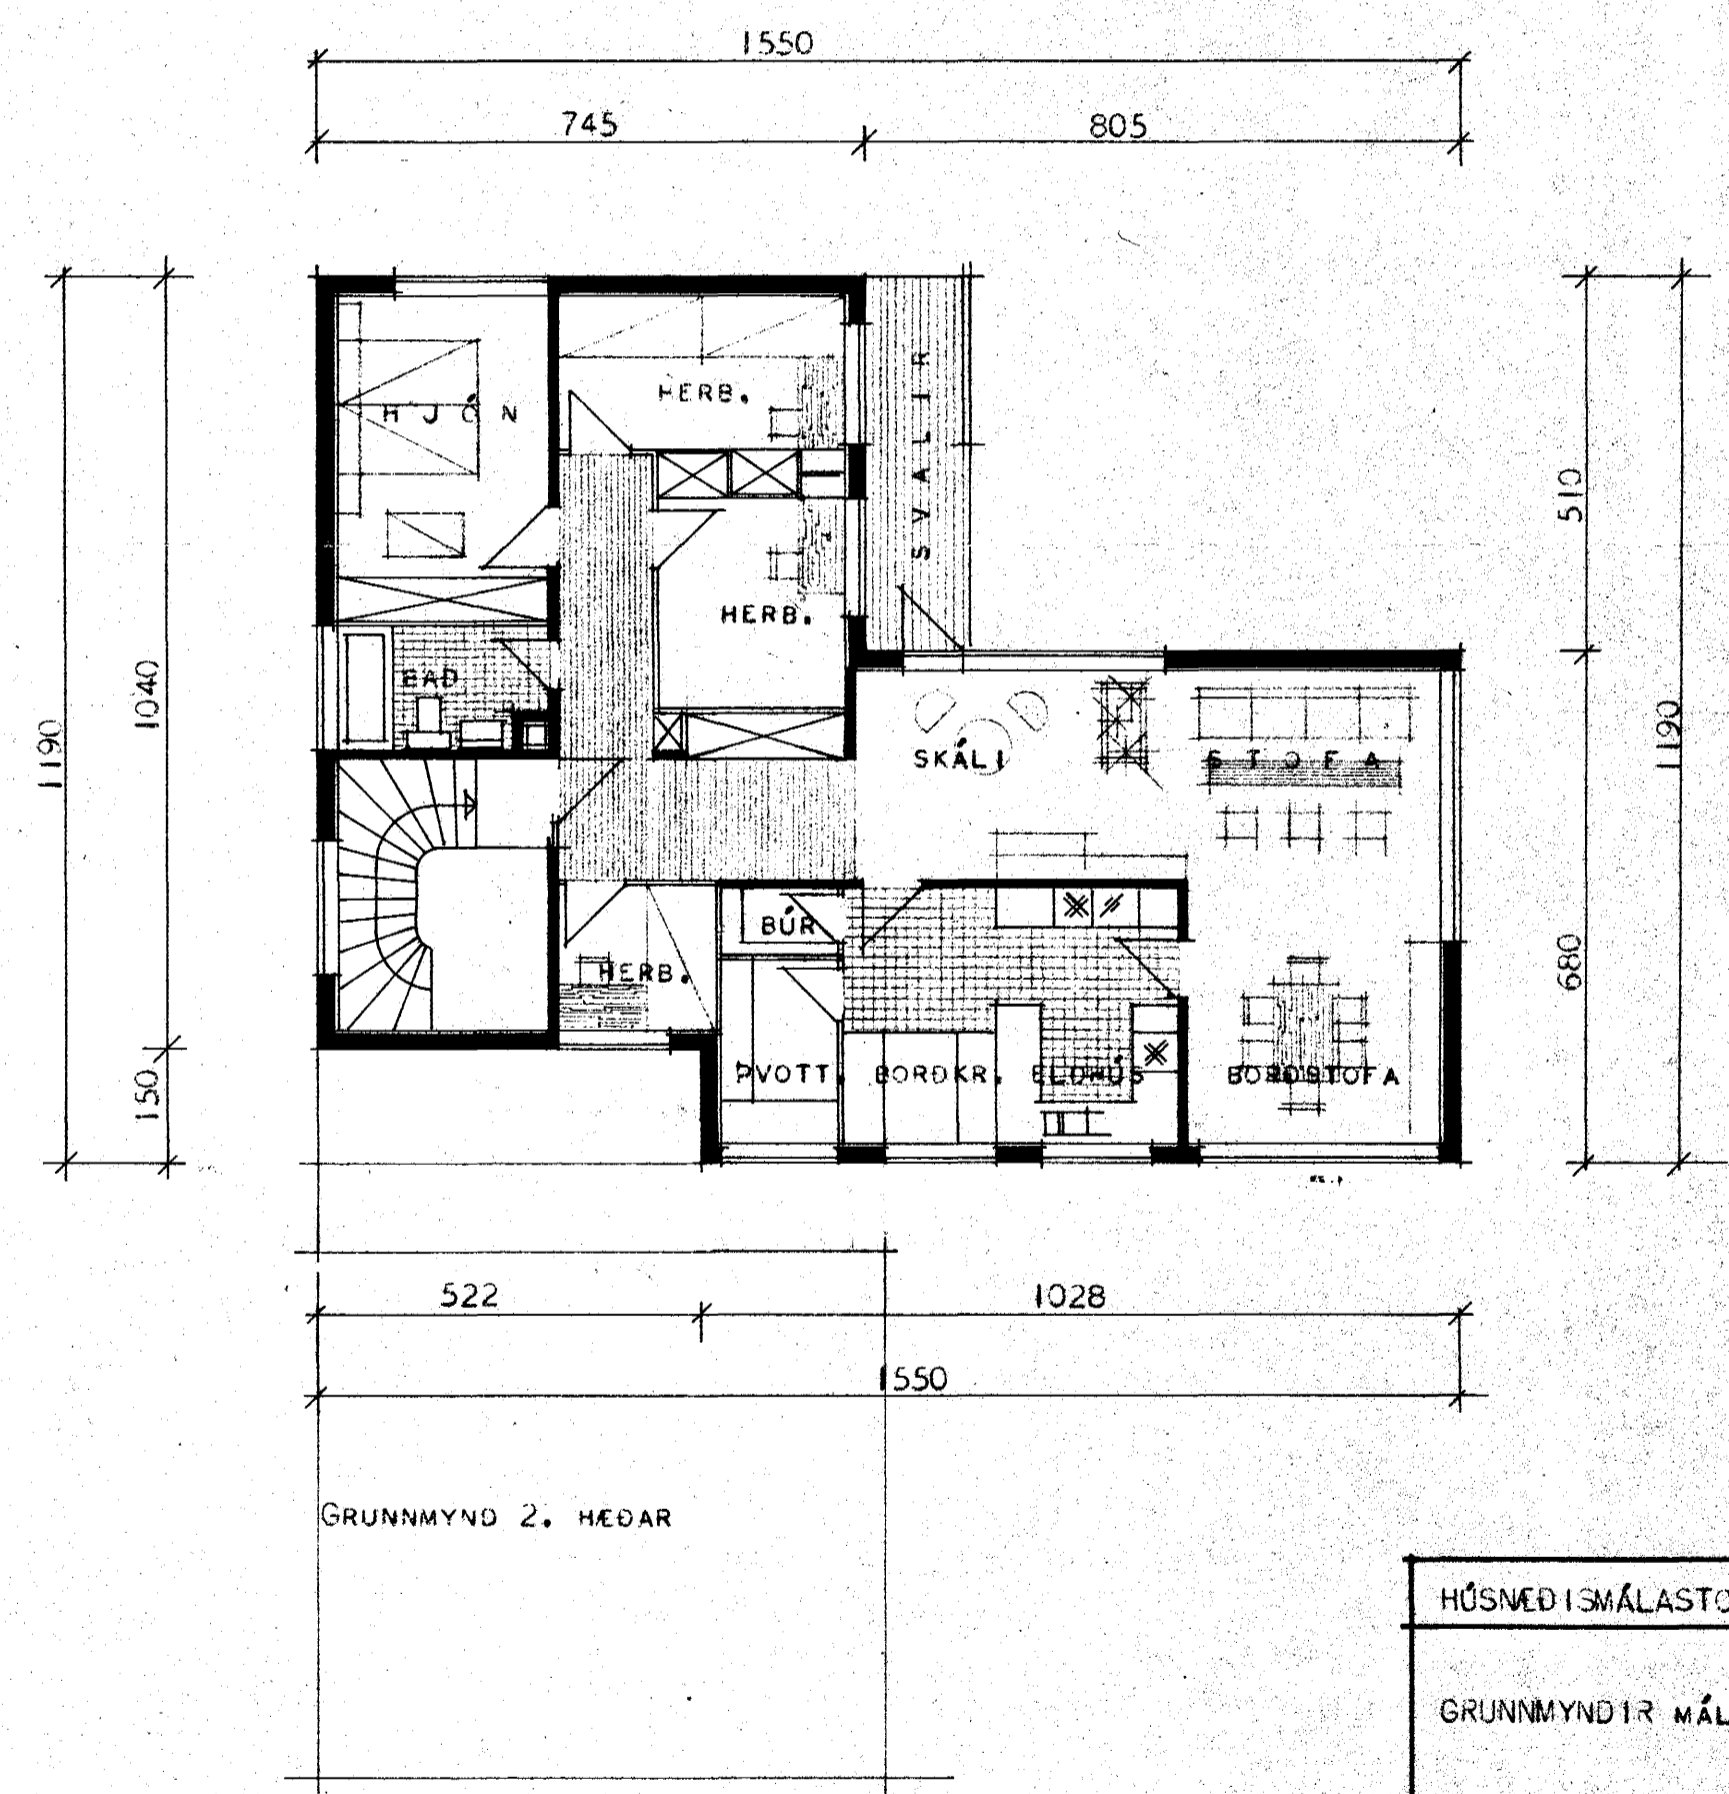 1550
745
805
HERB.
HJÓN
SVALIR
510
HERB.
BAÐ
1040
1190
1190
SKÁLI
STOFA
BÚR
HERB.
680
150
ÞVOTT.
BORÐKR.
ELDHÚS
BORÐSTOFA
522
1028
1550
GRUNNMYND 2. HÆÐAR
HÚSNÆÐISMÁLASTO
GRUNNMYNDIR MÁL